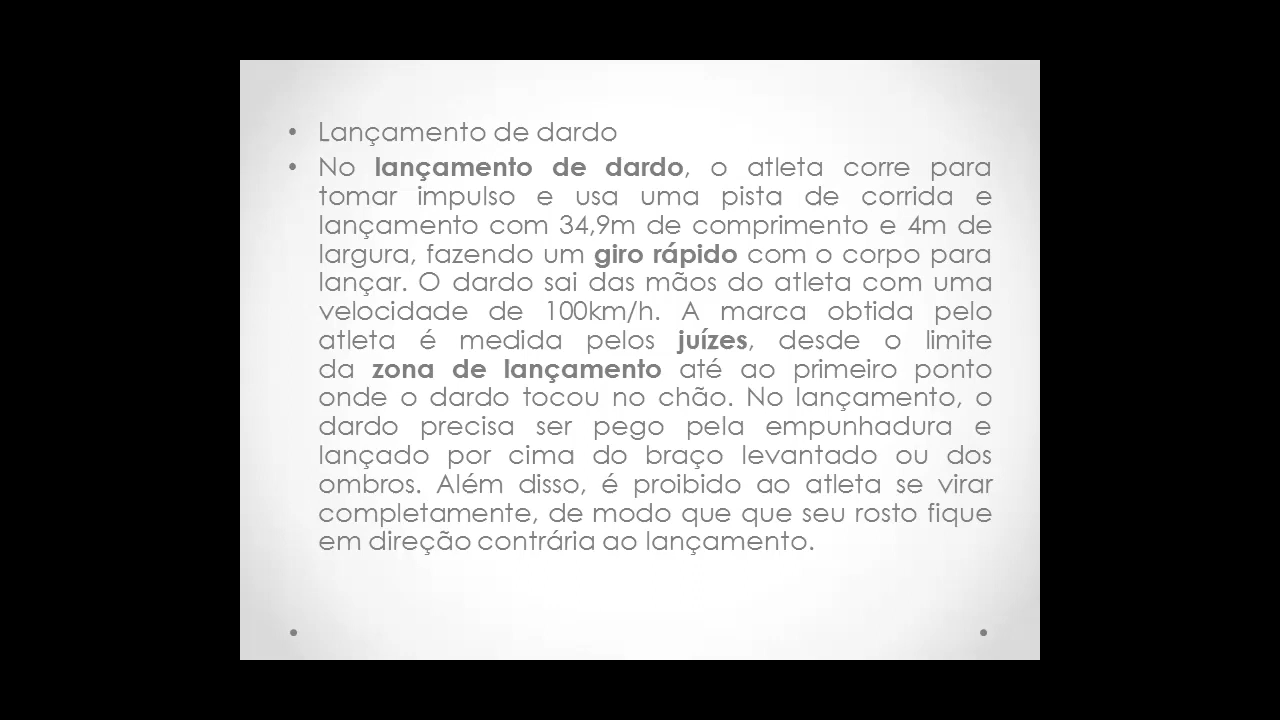 • Lançamento de dardo
• No lançamento de dardo, o atleta corre para
tomar impulso e usa uma pista de corrida e
lançamento com 34,9m de comprimento e 4m de
largura, fazendo um giro rápido com o corpo para
lançar. O dardo sai das mãos do atleta com uma
velocidade de 100km/h. A marca obtida pelo
atleta é medida pelos juízes, desde o limite
da zona de lançamento até ao primeiro ponto
onde o dardo tocou no chão. No lançamento, o
dardo precisa ser pego pela empunhadura e
lançado por cima do braço levantado ou dos
ombros. Além disso, é proibido ao atleta se virar
completamente, de modo que que seu rosto fique
em direção contrária ao lançamento.